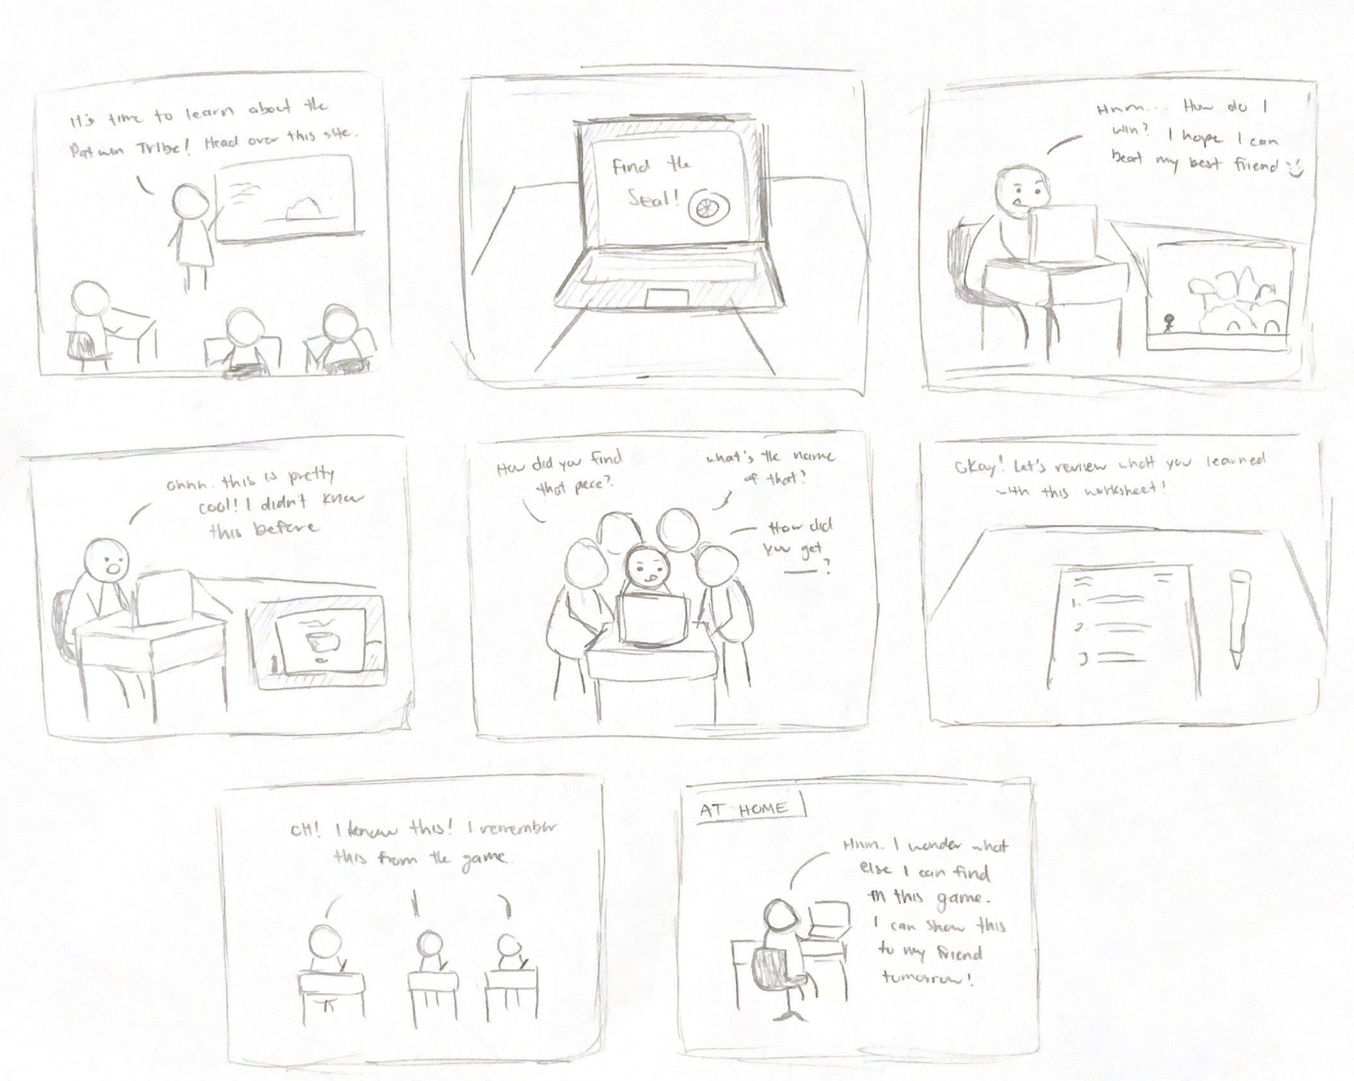 It's time to learn about the
Patwin Tribe! Head over this site.
Find the
Seal!
Hmm... How do I
win? I hope I can
beat my best friend
Ohhh. this is pretty
cool! I didn't know
this before
How did you find
that piece?
what's the name
of that?
How did
you get
___?
Okay! Let's review what you learned
with this worksheet!
1.
2.
3
OH! I know this! I remember
this from the game.
AT HOME
Hmm. I wonder what
else I can find
in this game.
I can show this
to my friend
tomorrow!